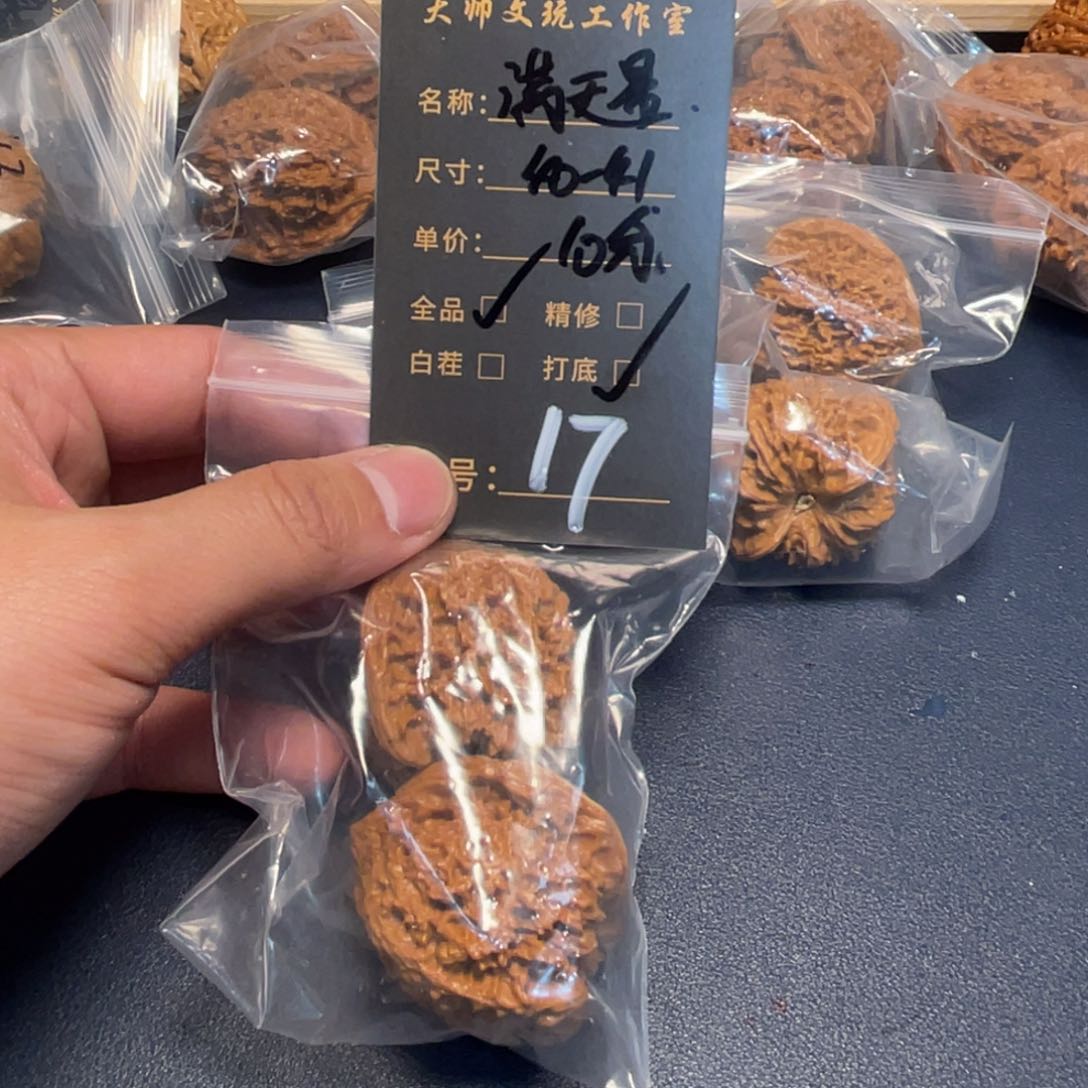 大师文玩工作室
名称：满天星
尺寸：40-41
单价：
全品 ✓ 精修 □
白茬 □ 打底 ✓
号：17